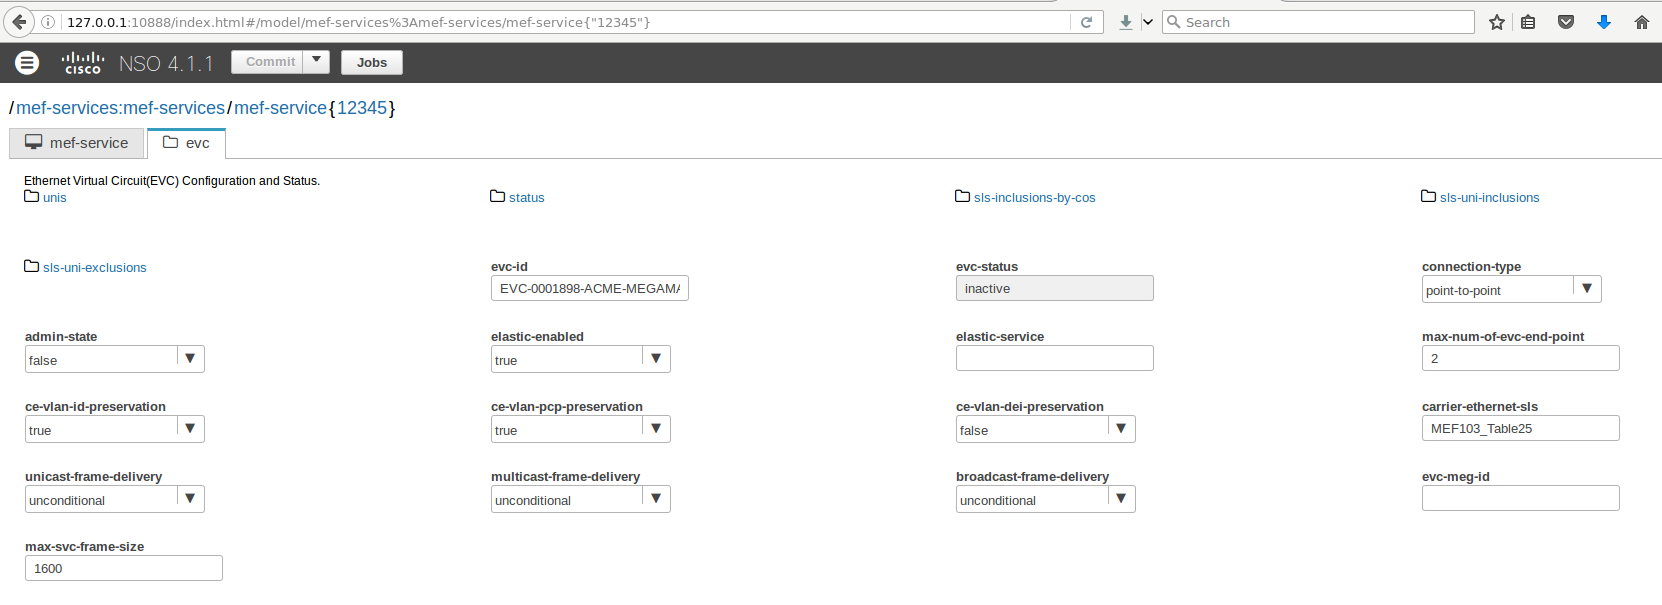 127.0.0.1:10888/index.html#/model/mef-services%3Amef-services/mef-service{"12345"}
Search
cisco NSO 4.1.1 Commit Jobs
/mef-services:mef-services/mef-service{12345}
mef-service evc
Ethernet Virtual Circuit(EVC) Configuration and Status.
unis status sls-inclusions-by-cos sls-uni-inclusions
sls-uni-exclusions evc-id evc-status connection-type
EVC-0001898-ACME-MEGAMA inactive point-to-point
admin-state elastic-enabled elastic-service max-num-of-evc-end-point
false true 2
ce-vlan-id-preservation ce-vlan-pcp-preservation ce-vlan-dei-preservation carrier-ethernet-sls
true true false MEF103_Table25
unicast-frame-delivery multicast-frame-delivery broadcast-frame-delivery evc-meg-id
unconditional unconditional unconditional
max-svc-frame-size
1600